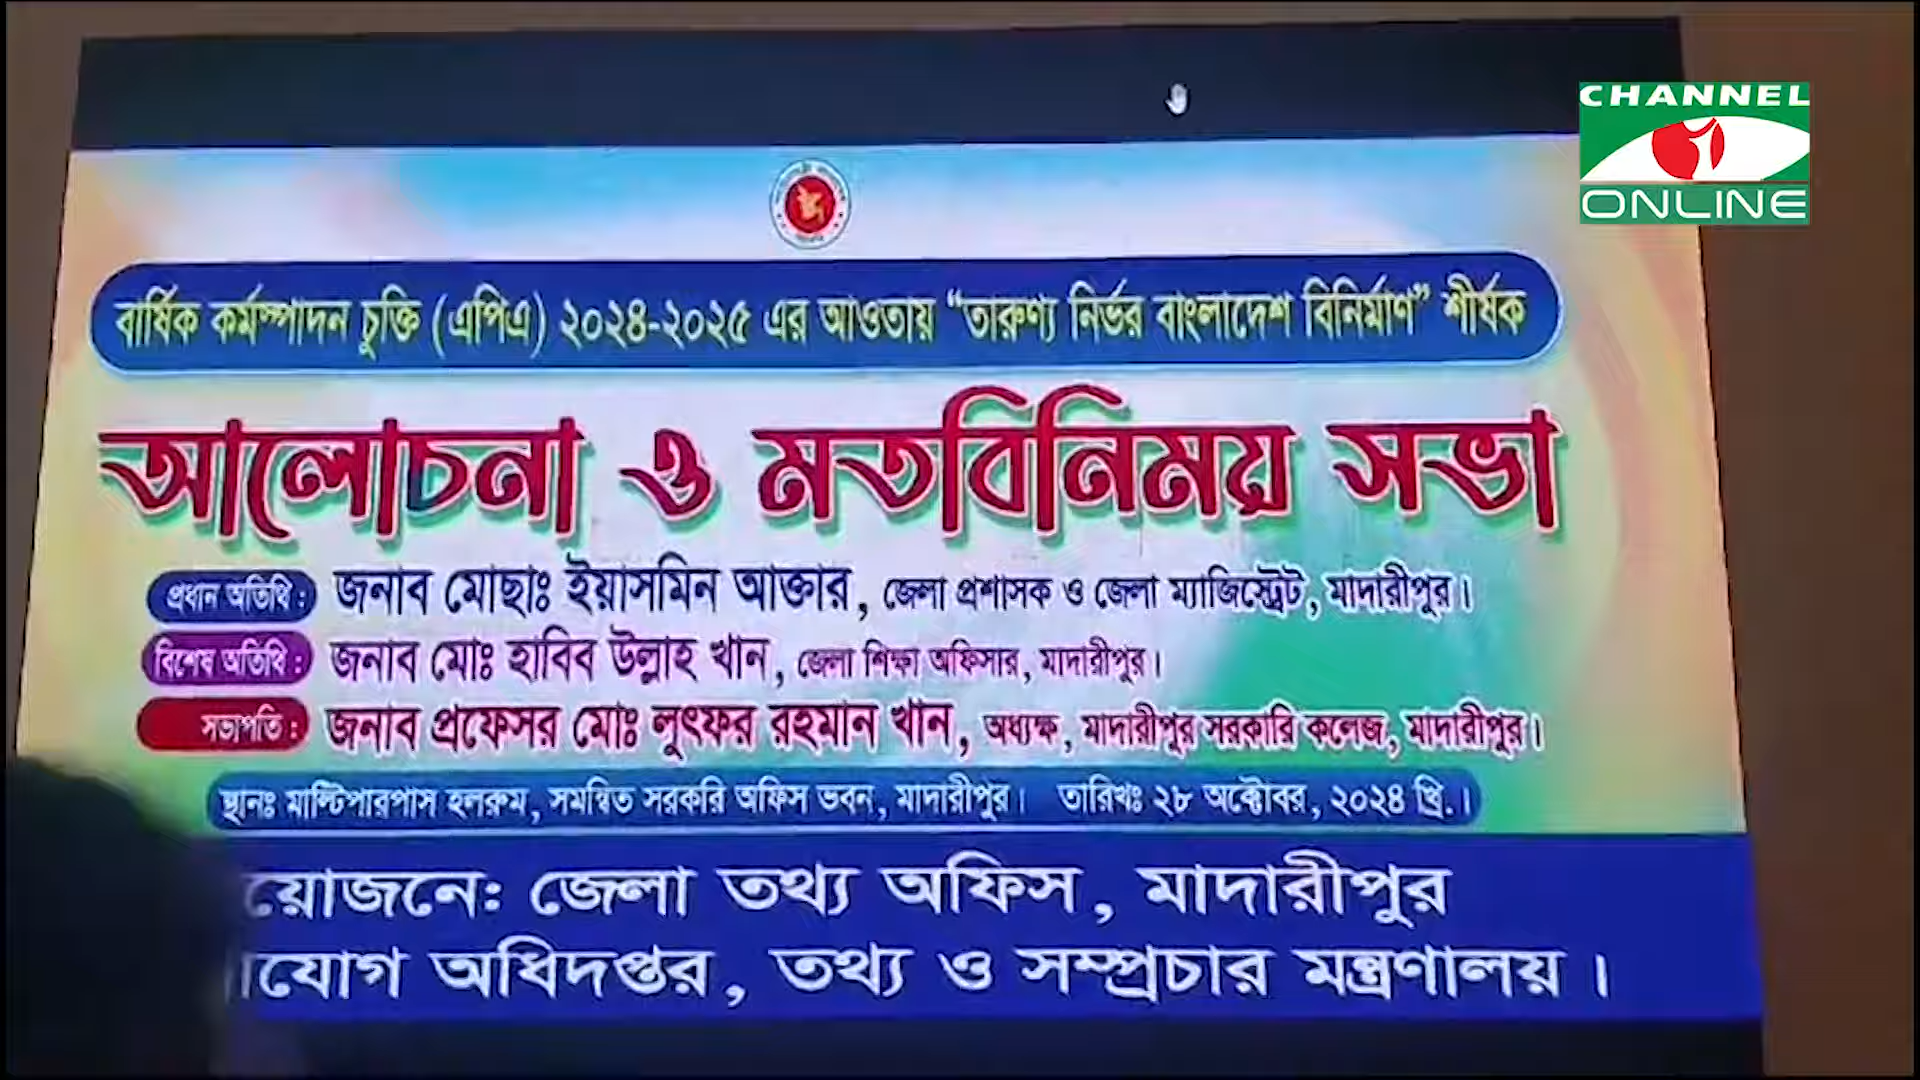 CHANNEL
ONLINE
বার্ষিক কর্মস্পাদন চুক্তি (এপিএ) ২০২৪-২০২৫ এর আওতায় “তারুণ্য নির্ভর বাংলাদেশ বিনির্মাণ” শীর্ষক
আলোচনা ও মতবিনিময় সভা
প্রধান অতিথি : জনাব মোছাঃ ইয়াসমিন আক্তার, জেলা প্রশাসক ও জেলা ম্যাজিস্ট্রেট, মাদারীপুর।
বিশেষ অতিথি : জনাব মোঃ হাবিব উল্লাহ খান, জেলা শিক্ষা অফিসার, মাদারীপুর।
সভাপতি : জনাব প্রফেসর মোঃ লুৎফর রহমান খান, অধ্যক্ষ, মাদারীপুর সরকারি কলেজ, মাদারীপুর।
স্থানঃ মাল্টিপারপাস হলরুম, সমন্বিত সরকরি অফিস ভবন, মাদারীপুর। তারিখঃ ২৮ অক্টোবর, ২০২৪ খ্রি.।
য়োজনে: জেলা তথ্য অফিস, মাদারীপুর
াযোগ অধিদপ্তর, তথ্য ও সম্প্রচার মন্ত্রণালয়।